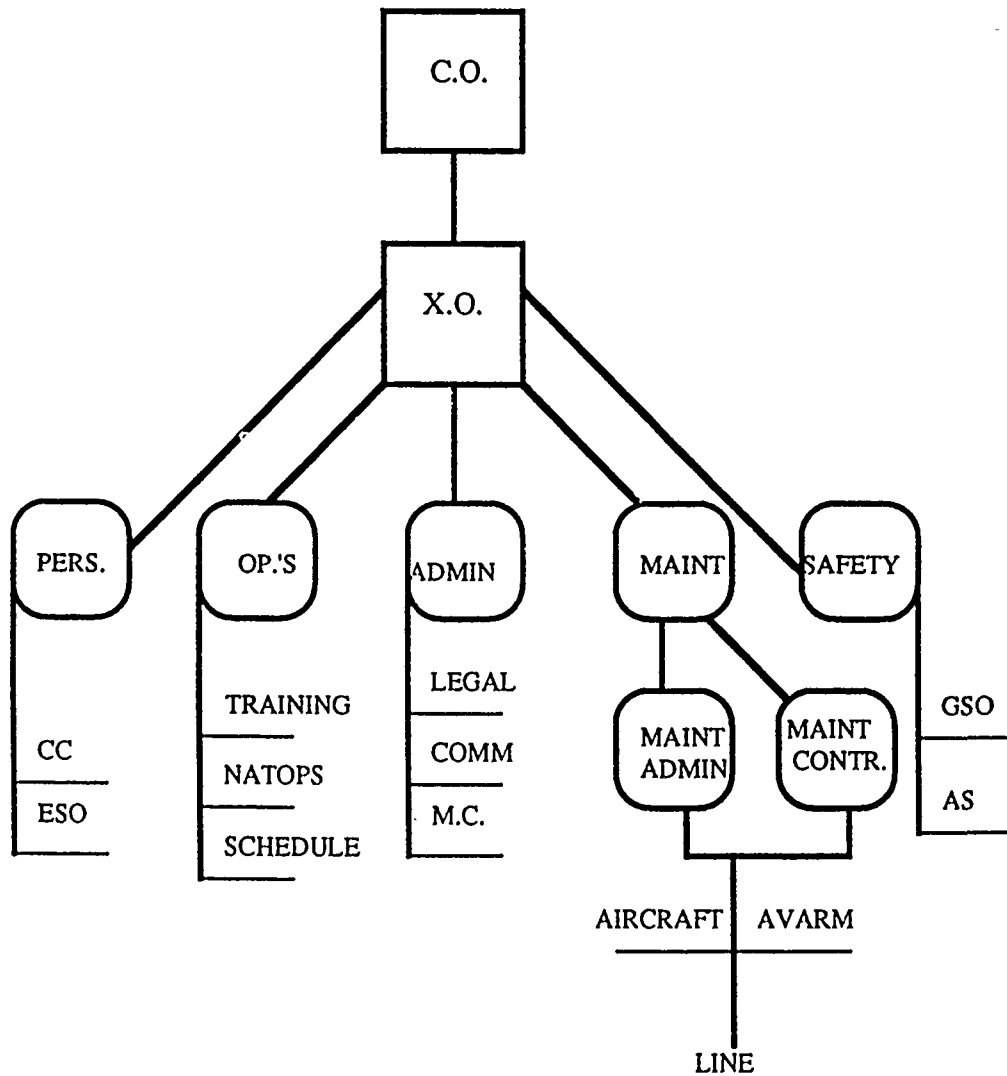 C.O.
X.O.
PERS.
OP.'S
ADMIN
MAINT
SAFETY
CC
ESO
TRAINING
NATOPS
SCHEDULE
LEGAL
COMM
M.C.
MAINT
ADMIN
MAINT
CONTR.
GSO
AS
AIRCRAFT
AVARM
LINE